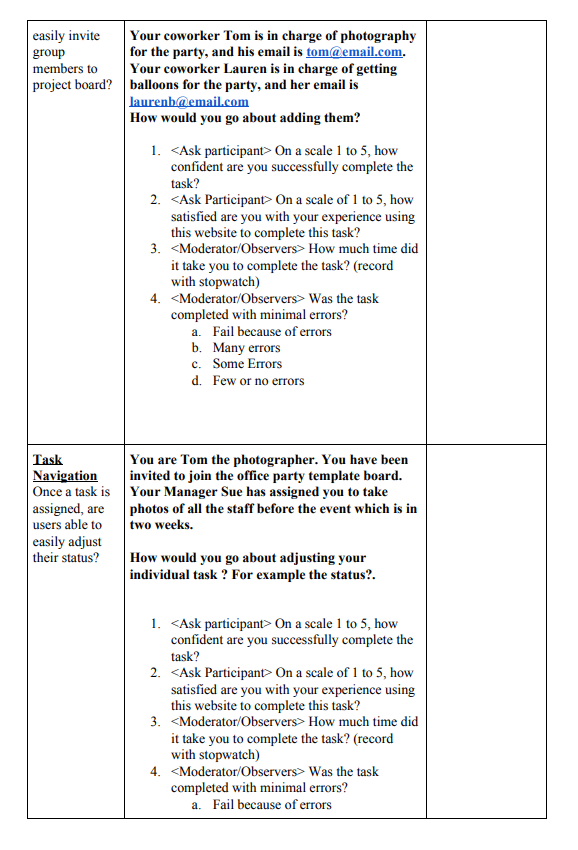 easily invite
group
members to
project board?
Your coworker Tom is in charge of photography
for the party, and his email is tom@email.com.
Your coworker Lauren is in charge of getting
balloons for the party, and her email is
laurenb@email.com
How would you go about adding them?
1. <Ask participant> On a scale 1 to 5, how
confident are you successfully complete the
task?
2. <Ask Participant> On a scale of 1 to 5, how
satisfied are you with your experience using
this website to complete this task?
3. <Moderator/Observers> How much time did
it take you to complete the task? (record
with stopwatch)
4. <Moderator/Observers> Was the task
completed with minimal errors?
a. Fail because of errors
b. Many errors
c. Some Errors
d. Few or no errors
Task
Navigation
Once a task is
assigned, are
users able to
easily adjust
their status?
You are Tom the photographer. You have been
invited to join the office party template board.
Your Manager Sue has assigned you to take
photos of all the staff before the event which is in
two weeks.
How would you go about adjusting your
individual task ? For example the status?.
1. <Ask participant> On a scale 1 to 5, how
confident are you successfully complete the
task?
2. <Ask Participant> On a scale of 1 to 5, how
satisfied are you with your experience using
this website to complete this task?
3. <Moderator/Observers> How much time did
it take you to complete the task? (record
with stopwatch)
4. <Moderator/Observers> Was the task
completed with minimal errors?
a. Fail because of errors